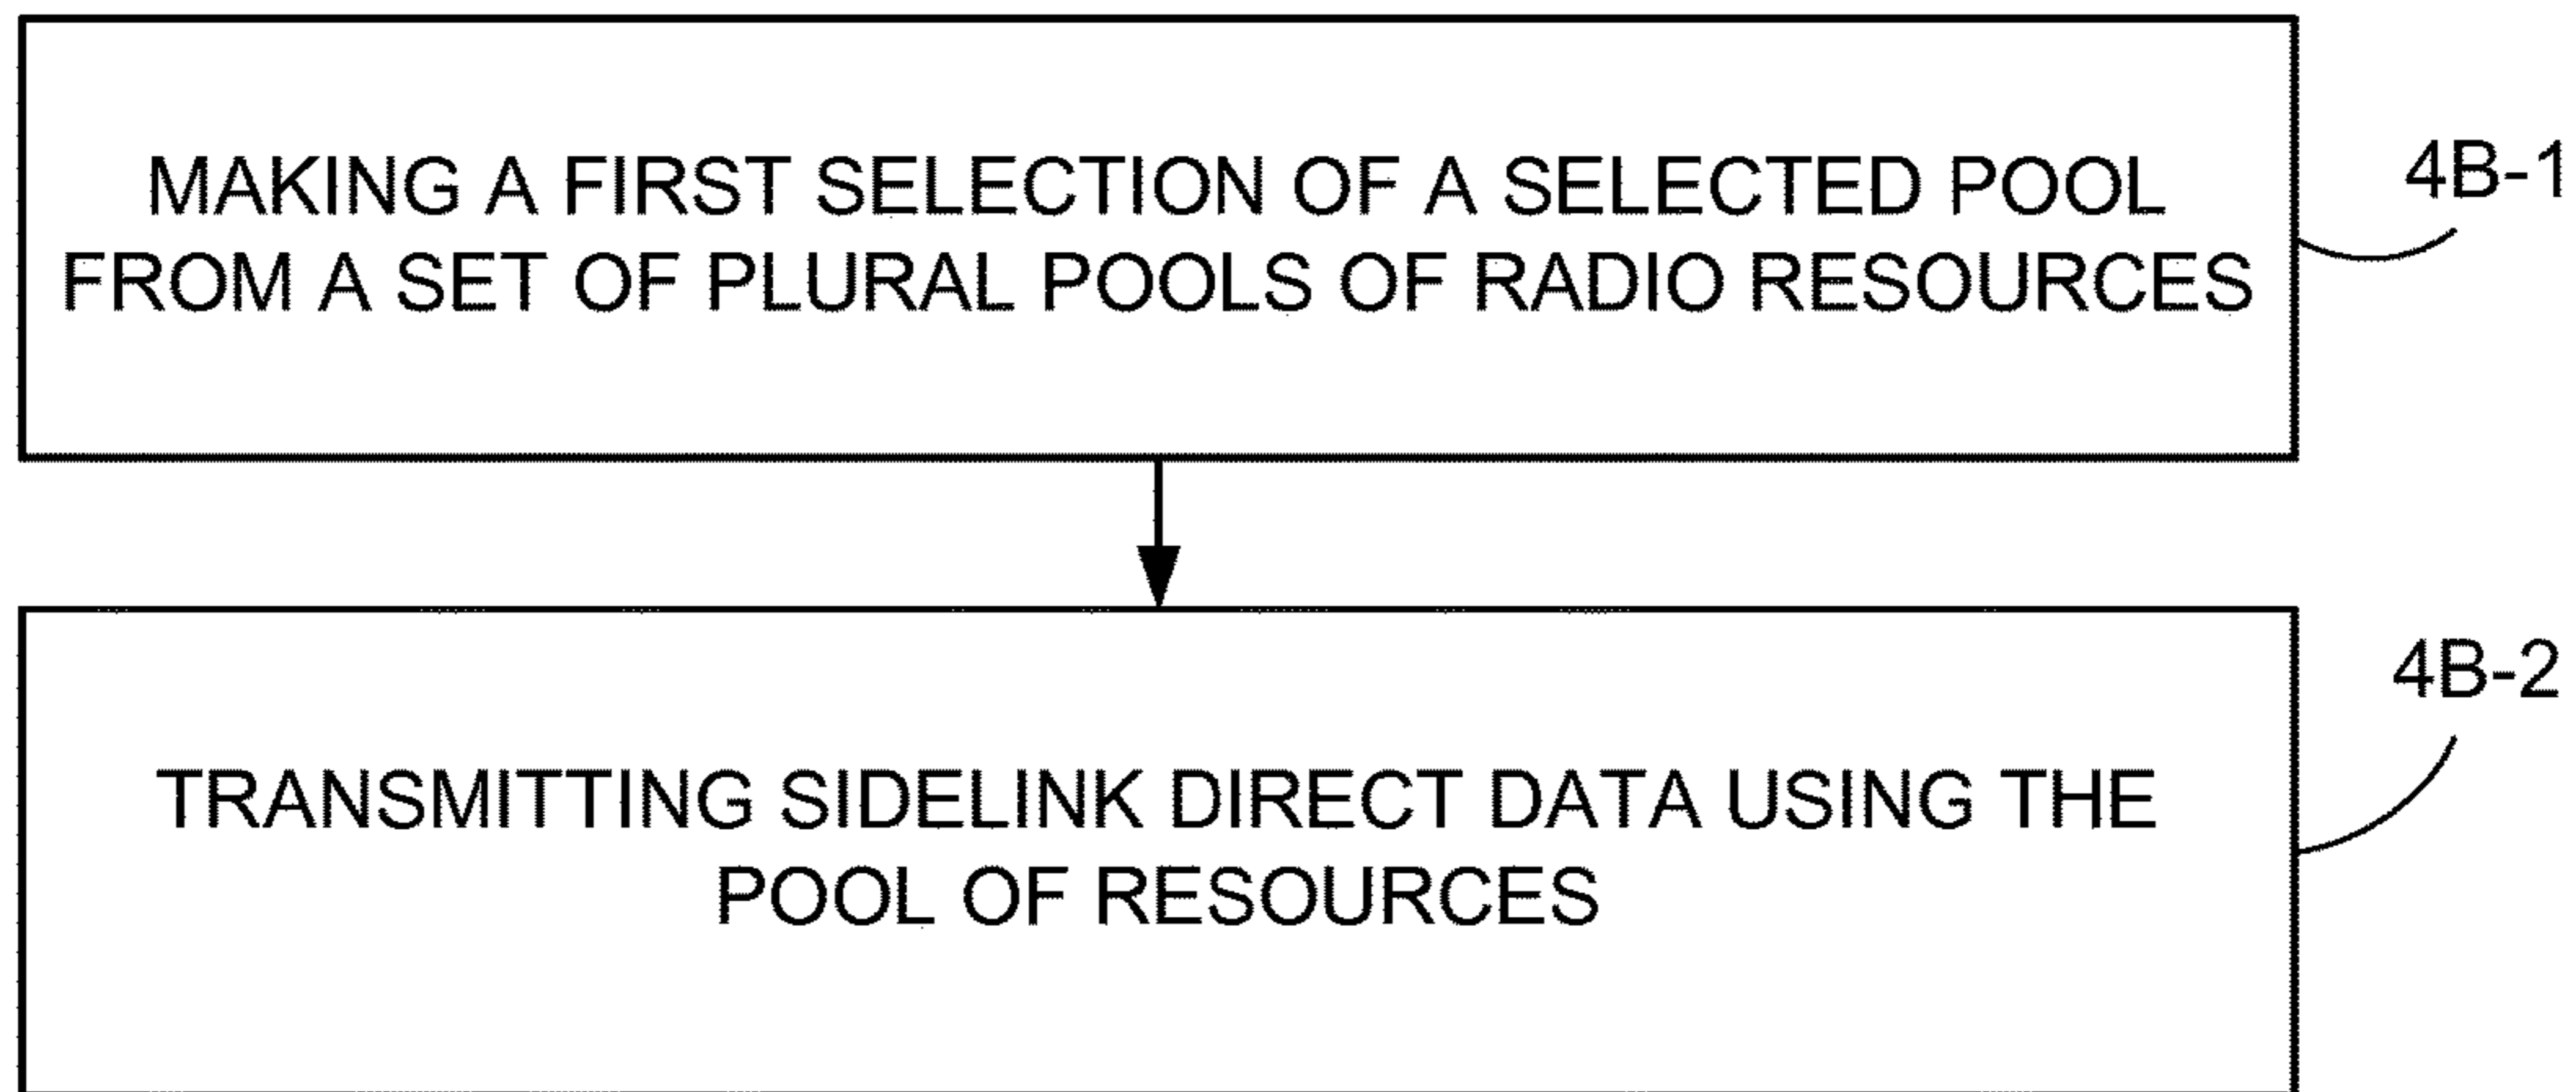 MAKING A FIRST SELECTION OF A SELECTED POOL
FROM A SET OF PLURAL POOLS OF RADIO RESOURCES
4B-1
TRANSMITTING SIDELINK DIRECT DATA USING THE
POOL OF RESOURCES
4B-2